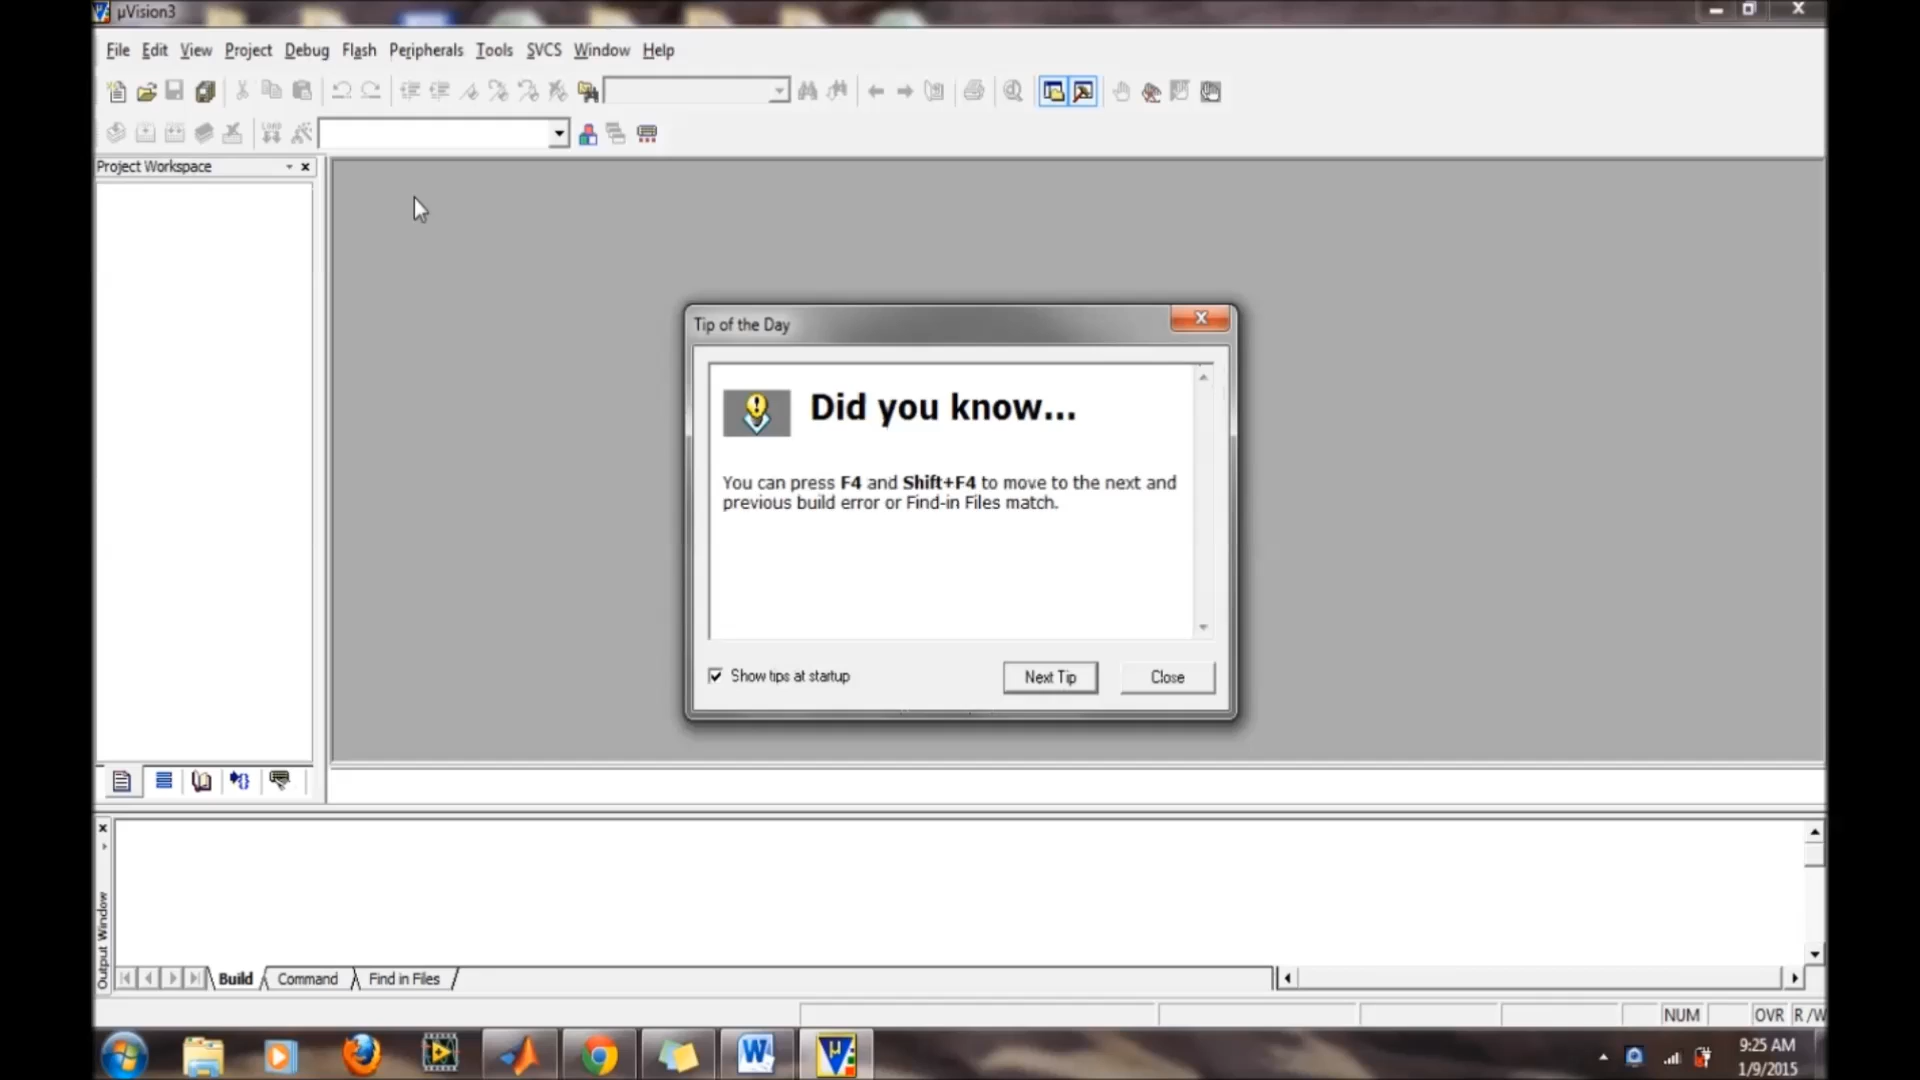 µVision3
File Edit View Project Debug Flash Peripherals Tools SVCS Window Help
LOAD
Project Workspace
Tip of the Day
Did you know...
You can press F4 and Shift+F4 to move to the next and
previous build error or Find-in Files match.
Show tips at startup
Next Tip
Close
Output Window
Build Command Find in Files
NUM OVR R/W
9:25 AM
1/9/2015